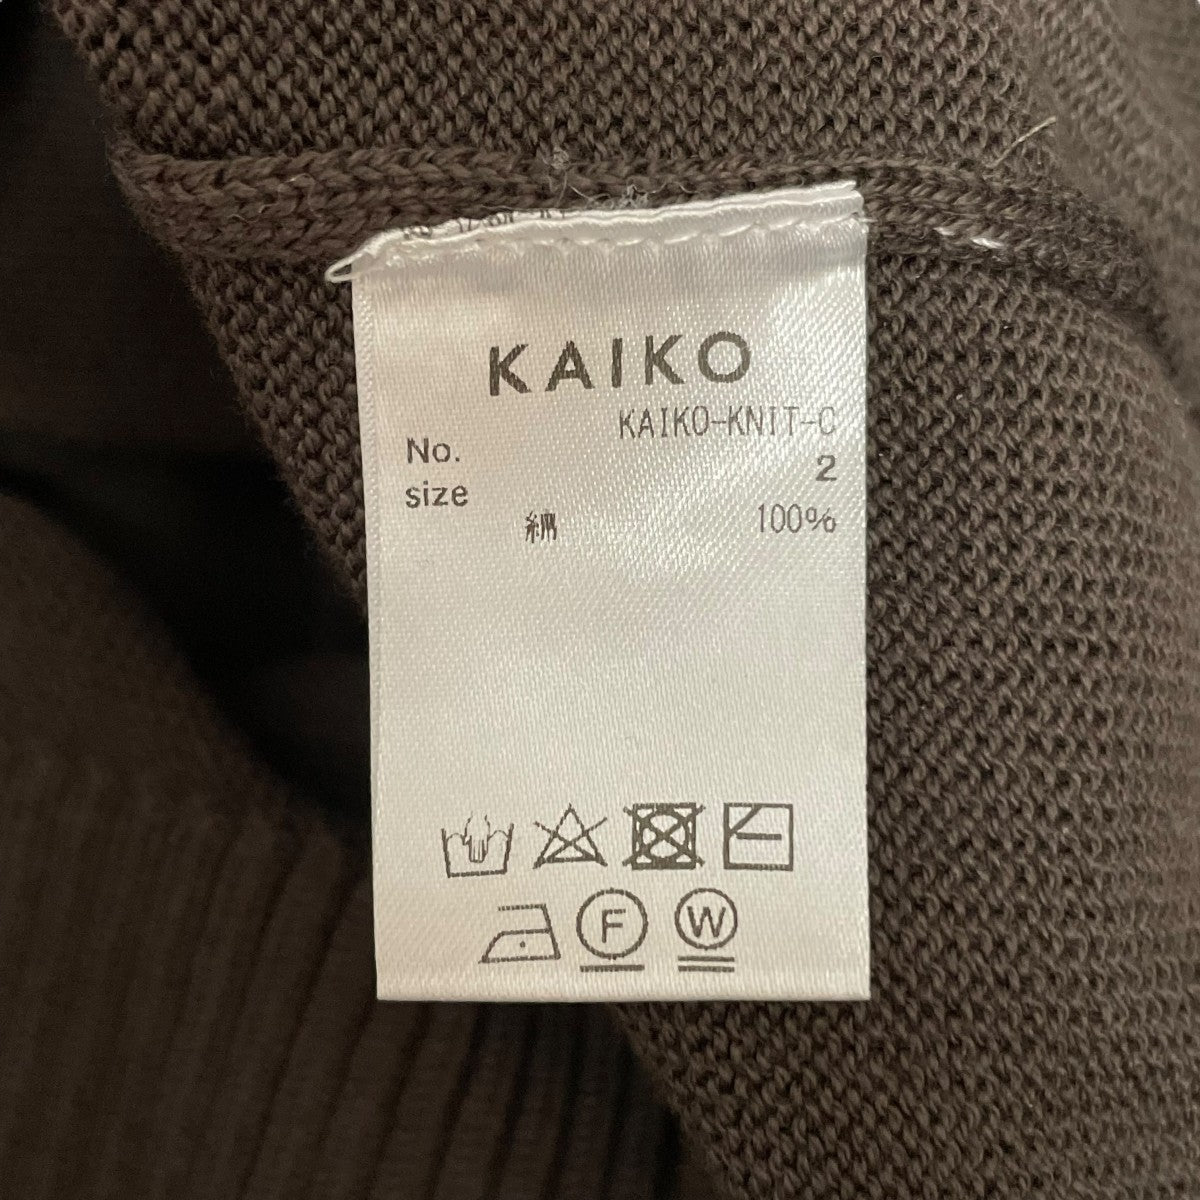 KAIKO
No. KAIKO-KNIT-C
size 2
綿 100%
F W